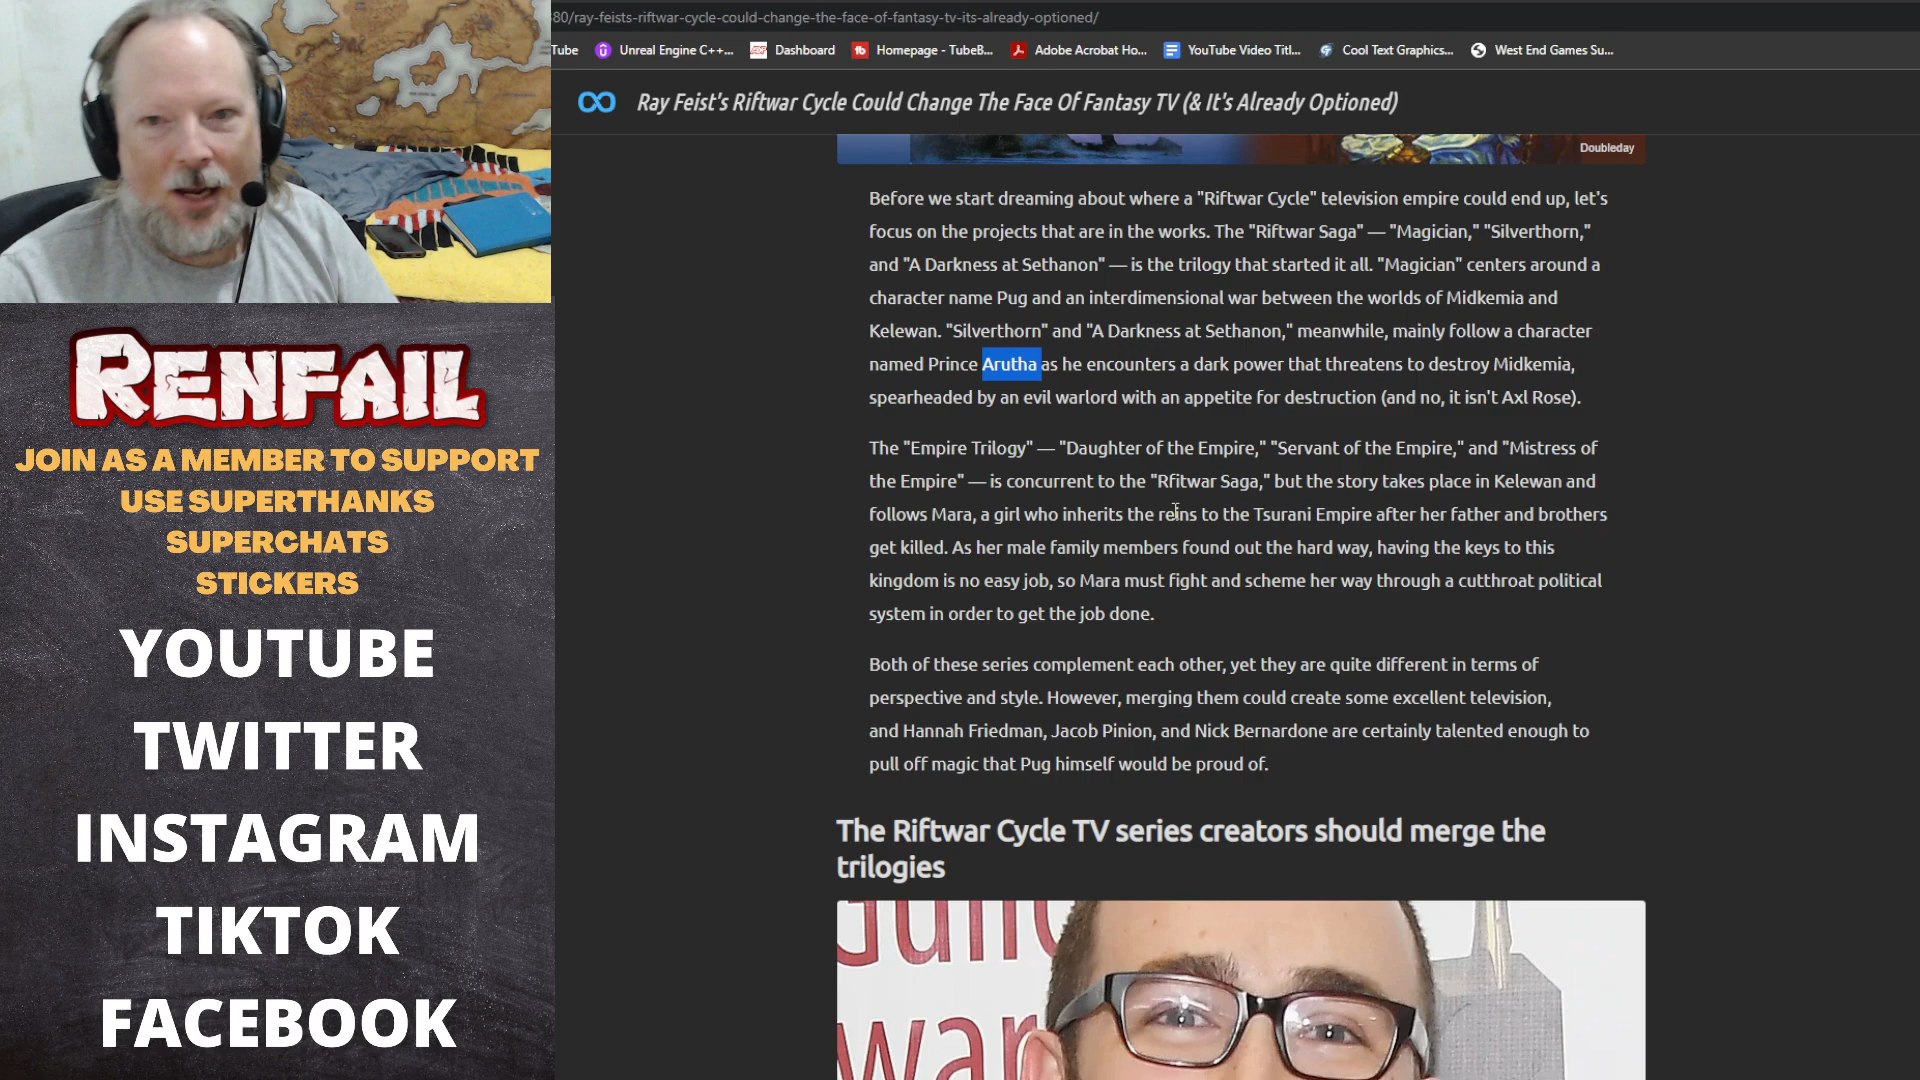 80/ray-feists-riftwar-cycle-could-change-the-face-of-fantasy-tv-its-already-optioned/
Tube
Unreal Engine C++...
Dashboard
Homepage - TubeB...
Adobe Acrobat Ho...
YouTube Video Titl...
Cool Text Graphics...
West End Games Su...
Ray Feist's Riftwar Cycle Could Change The Face Of Fantasy TV (& It's Already Optioned)
Doubleday
Before we start dreaming about where a "Riftwar Cycle" television empire could end up, let's
focus on the projects that are in the works. The "Riftwar Saga" — "Magician," "Silverthorn,"
and "A Darkness at Sethanon" — is the trilogy that started it all. "Magician" centers around a
character name Pug and an interdimensional war between the worlds of Midkemia and
Kelewan. "Silverthorn" and "A Darkness at Sethanon," meanwhile, mainly follow a character
named Prince Arutha as he encounters a dark power that threatens to destroy Midkemia,
spearheaded by an evil warlord with an appetite for destruction (and no, it isn't Axl Rose).
The "Empire Trilogy" — "Daughter of the Empire," "Servant of the Empire," and "Mistress of
the Empire" — is concurrent to the "Rfitwar Saga," but the story takes place in Kelewan and
follows Mara, a girl who inherits the reins to the Tsurani Empire after her father and brothers
get killed. As her male family members found out the hard way, having the keys to this
kingdom is no easy job, so Mara must fight and scheme her way through a cutthroat political
system in order to get the job done.
Both of these series complement each other, yet they are quite different in terms of
perspective and style. However, merging them could create some excellent television,
and Hannah Friedman, Jacob Pinion, and Nick Bernardone are certainly talented enough to
pull off magic that Pug himself would be proud of.
The Riftwar Cycle TV series creators should merge the
trilogies
Guild
war
RENFAIL
JOIN AS A MEMBER TO SUPPORT
USE SUPERTHANKS
SUPERCHATS
STICKERS
YOUTUBE
TWITTER
INSTAGRAM
TIKTOK
FACEBOOK